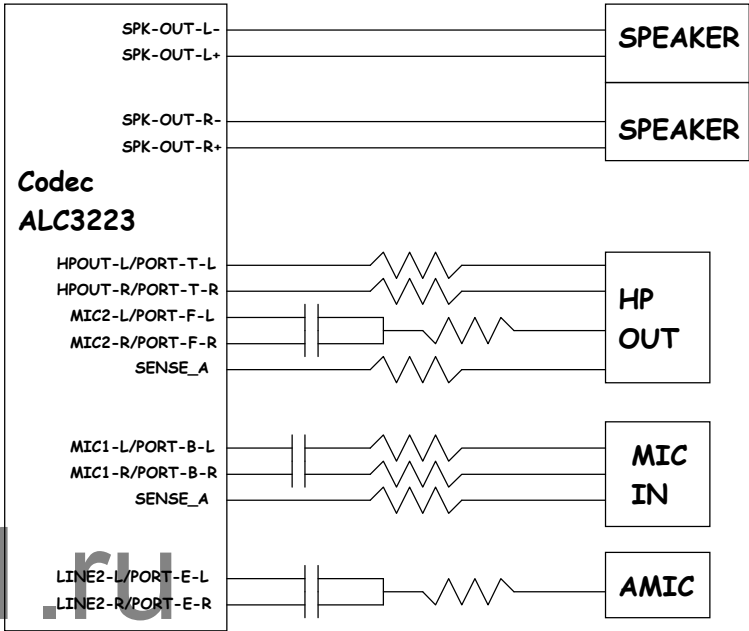 SPK-OUT-L-
SPK-OUT-L+
SPEAKER
SPK-OUT-R-
SPK-OUT-R+
SPEAKER
Codec
ALC3223
HPOUT-L/PORT-T-L
HPOUT-R/PORT-T-R
MIC2-L/PORT-F-L
MIC2-R/PORT-F-R
SENSE_A
HP
OUT
MIC1-L/PORT-B-L
MIC1-R/PORT-B-R
SENSE_A
MIC
IN
LINE2-L/PORT-E-L
LINE2-R/PORT-E-R
AMIC
.ru